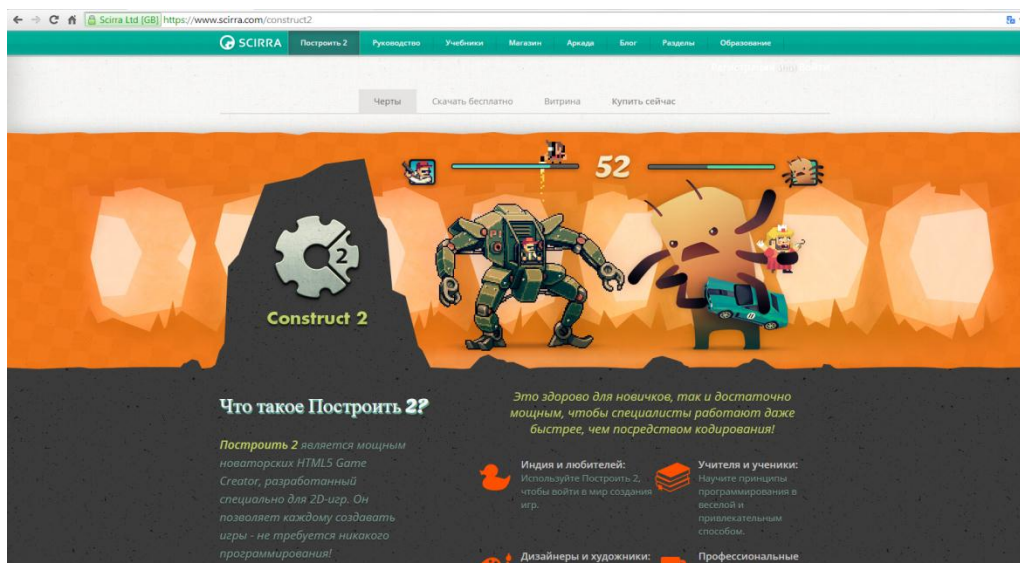 Scirra Ltd [GB] https://www.scirra.com/construct2
SCIRRA Построить 2 Руководство Учебники Магазин Аркада Блог Разделы Образование
Черты Скачать бесплатно Витрина Купить сейчас
52
2
Construct 2
Что такое Построить 2?
Построить 2 является мощным
новаторских HTML5 Game
Creator, разработанный
специально для 2D-игр. Он
позволяет каждому создавать
игры - не требуется никакого
программирования!
Это здорово для новичков, так и достаточно
мощным, чтобы специалисты работают даже
быстрее, чем посредством кодирования!
Индия и любителей:
Используйте Построить 2,
чтобы войти в мир создания
игр.
Учителя и ученики:
Научите принципы
программирования в
веселой и
привлекательным
способом.
Дизайнеры и художники:
Профессиональные